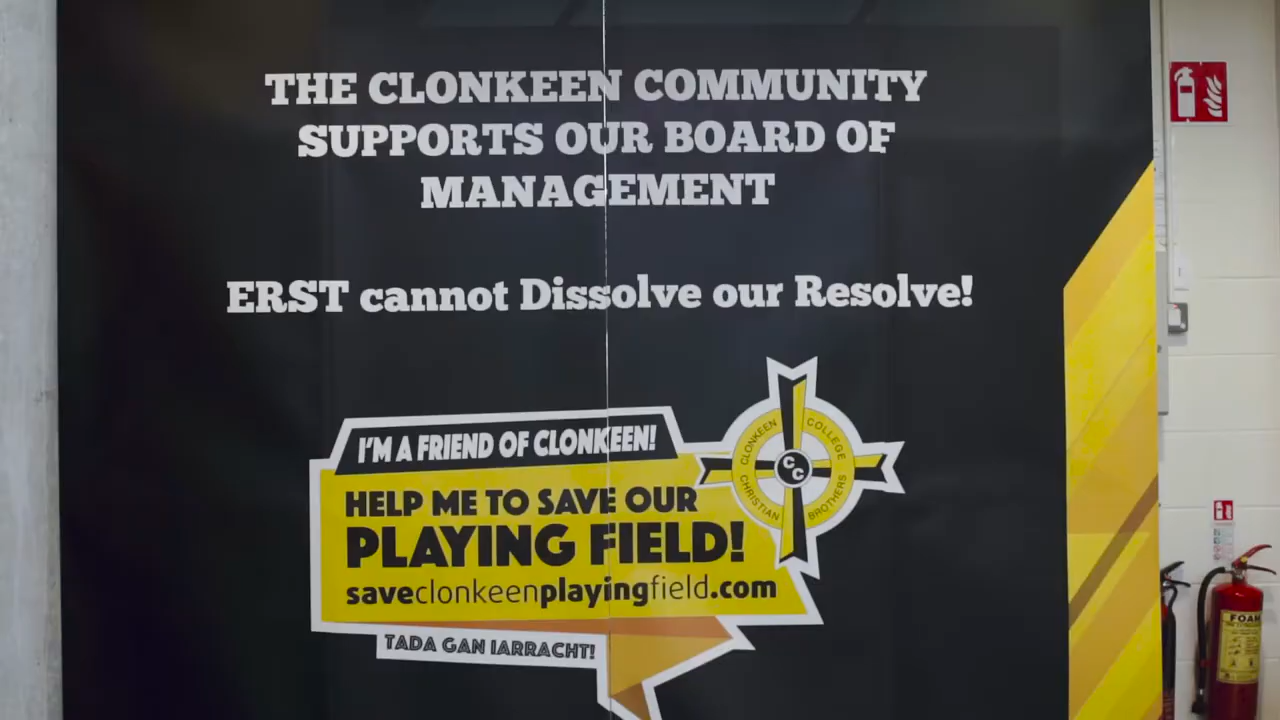 THE CLONKEEN COMMUNITY
SUPPORTS OUR BOARD OF
MANAGEMENT
ERST cannot Dissolve our Resolve!
I'M A FRIEND OF CLONKEEN!
HELP ME TO SAVE OUR
PLAYING FIELD!
saveclonkeenplayingfield.com
TADA GAN IARRACHT!
CLONKEEN COLLEGE
CC
CHRISTIAN BROTHERS
FOAM